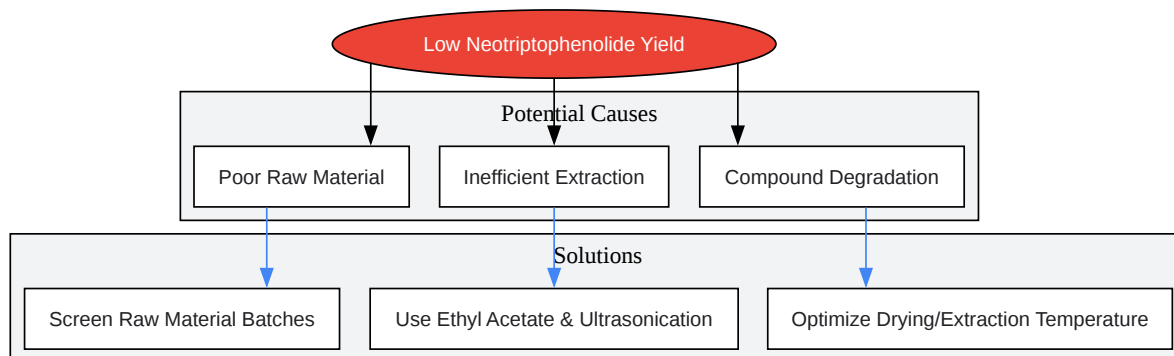 Low Neotriptophenolide Yield
Potential Causes
Poor Raw Material
Inefficient Extraction
Compound Degradation
Solutions
Screen Raw Material Batches
Use Ethyl Acetate & Ultrasonication
Optimize Drying/Extraction Temperature